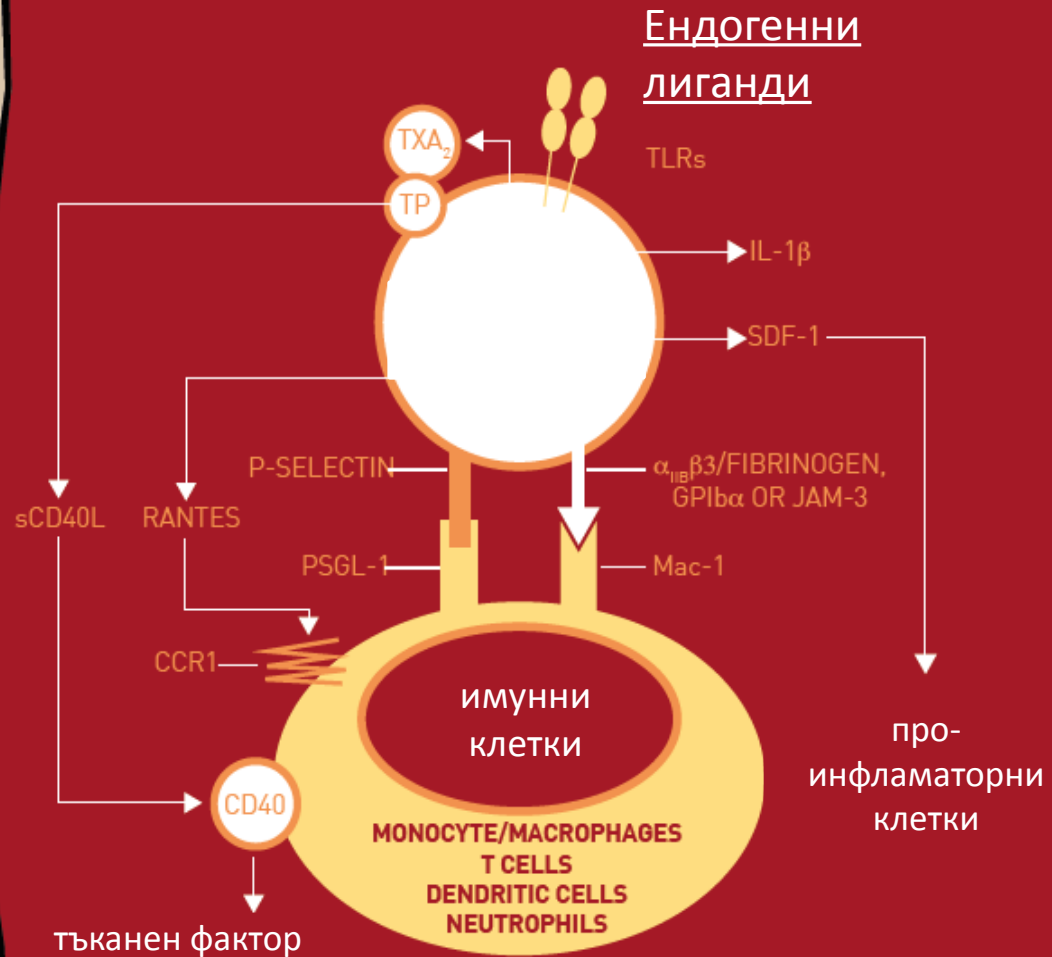 Ендогенни
лиганди
TXA₂
TLRs
TP
IL-1β
SDF-1
P-SELECTIN
αIIBβ3/FIBRINOGEN,
GPIbα OR JAM-3
sCD40L
RANTES
PSGL-1
Mac-1
CCR1
имунни
клетки
про-
инфламаторни
клетки
CD40
MONOCYTE/MACROPHAGES
T CELLS
DENDRITIC CELLS
NEUTROPHILS
тъканен фактор